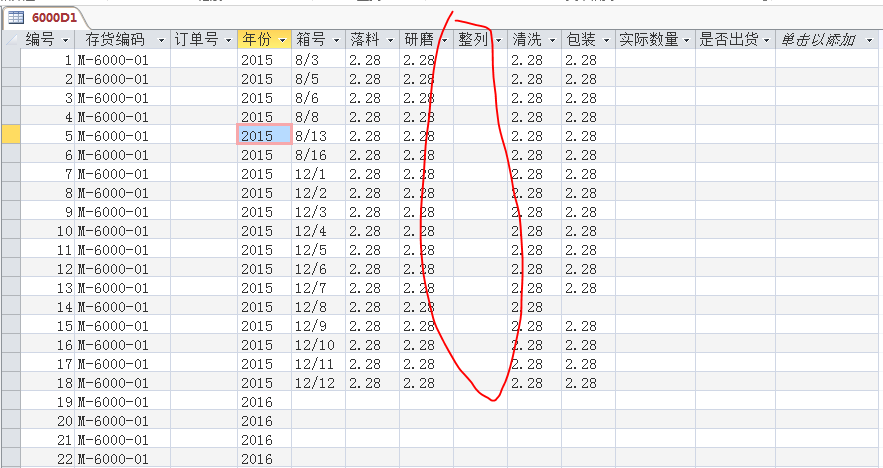 6000D1
编号 存货编码 订单号 年份 箱号 落料 研磨 整列 清洗 包装 实际数量 是否出货 单击以添加
1 M-6000-01 2015 8/3 2.28 2.28 2.28 2.28
2 M-6000-01 2015 8/5 2.28 2.28 2.28 2.28
3 M-6000-01 2015 8/6 2.28 2.28 2.28 2.28
4 M-6000-01 2015 8/8 2.28 2.28 2.28 2.28
5 M-6000-01 2015 8/13 2.28 2.28 2.28 2.28
6 M-6000-01 2015 8/16 2.28 2.28 2.28 2.28
7 M-6000-01 2015 12/1 2.28 2.28 2.28 2.28
8 M-6000-01 2015 12/2 2.28 2.28 2.28 2.28
9 M-6000-01 2015 12/3 2.28 2.28 2.28 2.28
10 M-6000-01 2015 12/4 2.28 2.28 2.28 2.28
11 M-6000-01 2015 12/5 2.28 2.28 2.28 2.28
12 M-6000-01 2015 12/6 2.28 2.28 2.28 2.28
13 M-6000-01 2015 12/7 2.28 2.28 2.28 2.28
14 M-6000-01 2015 12/8 2.28 2.28 2.28
15 M-6000-01 2015 12/9 2.28 2.28 2.28 2.28
16 M-6000-01 2015 12/10 2.28 2.28 2.28 2.28
17 M-6000-01 2015 12/11 2.28 2.28 2.28 2.28
18 M-6000-01 2015 12/12 2.28 2.28 2.28 2.28
19 M-6000-01 2016
20 M-6000-01 2016
21 M-6000-01 2016
22 M-6000-01 2016